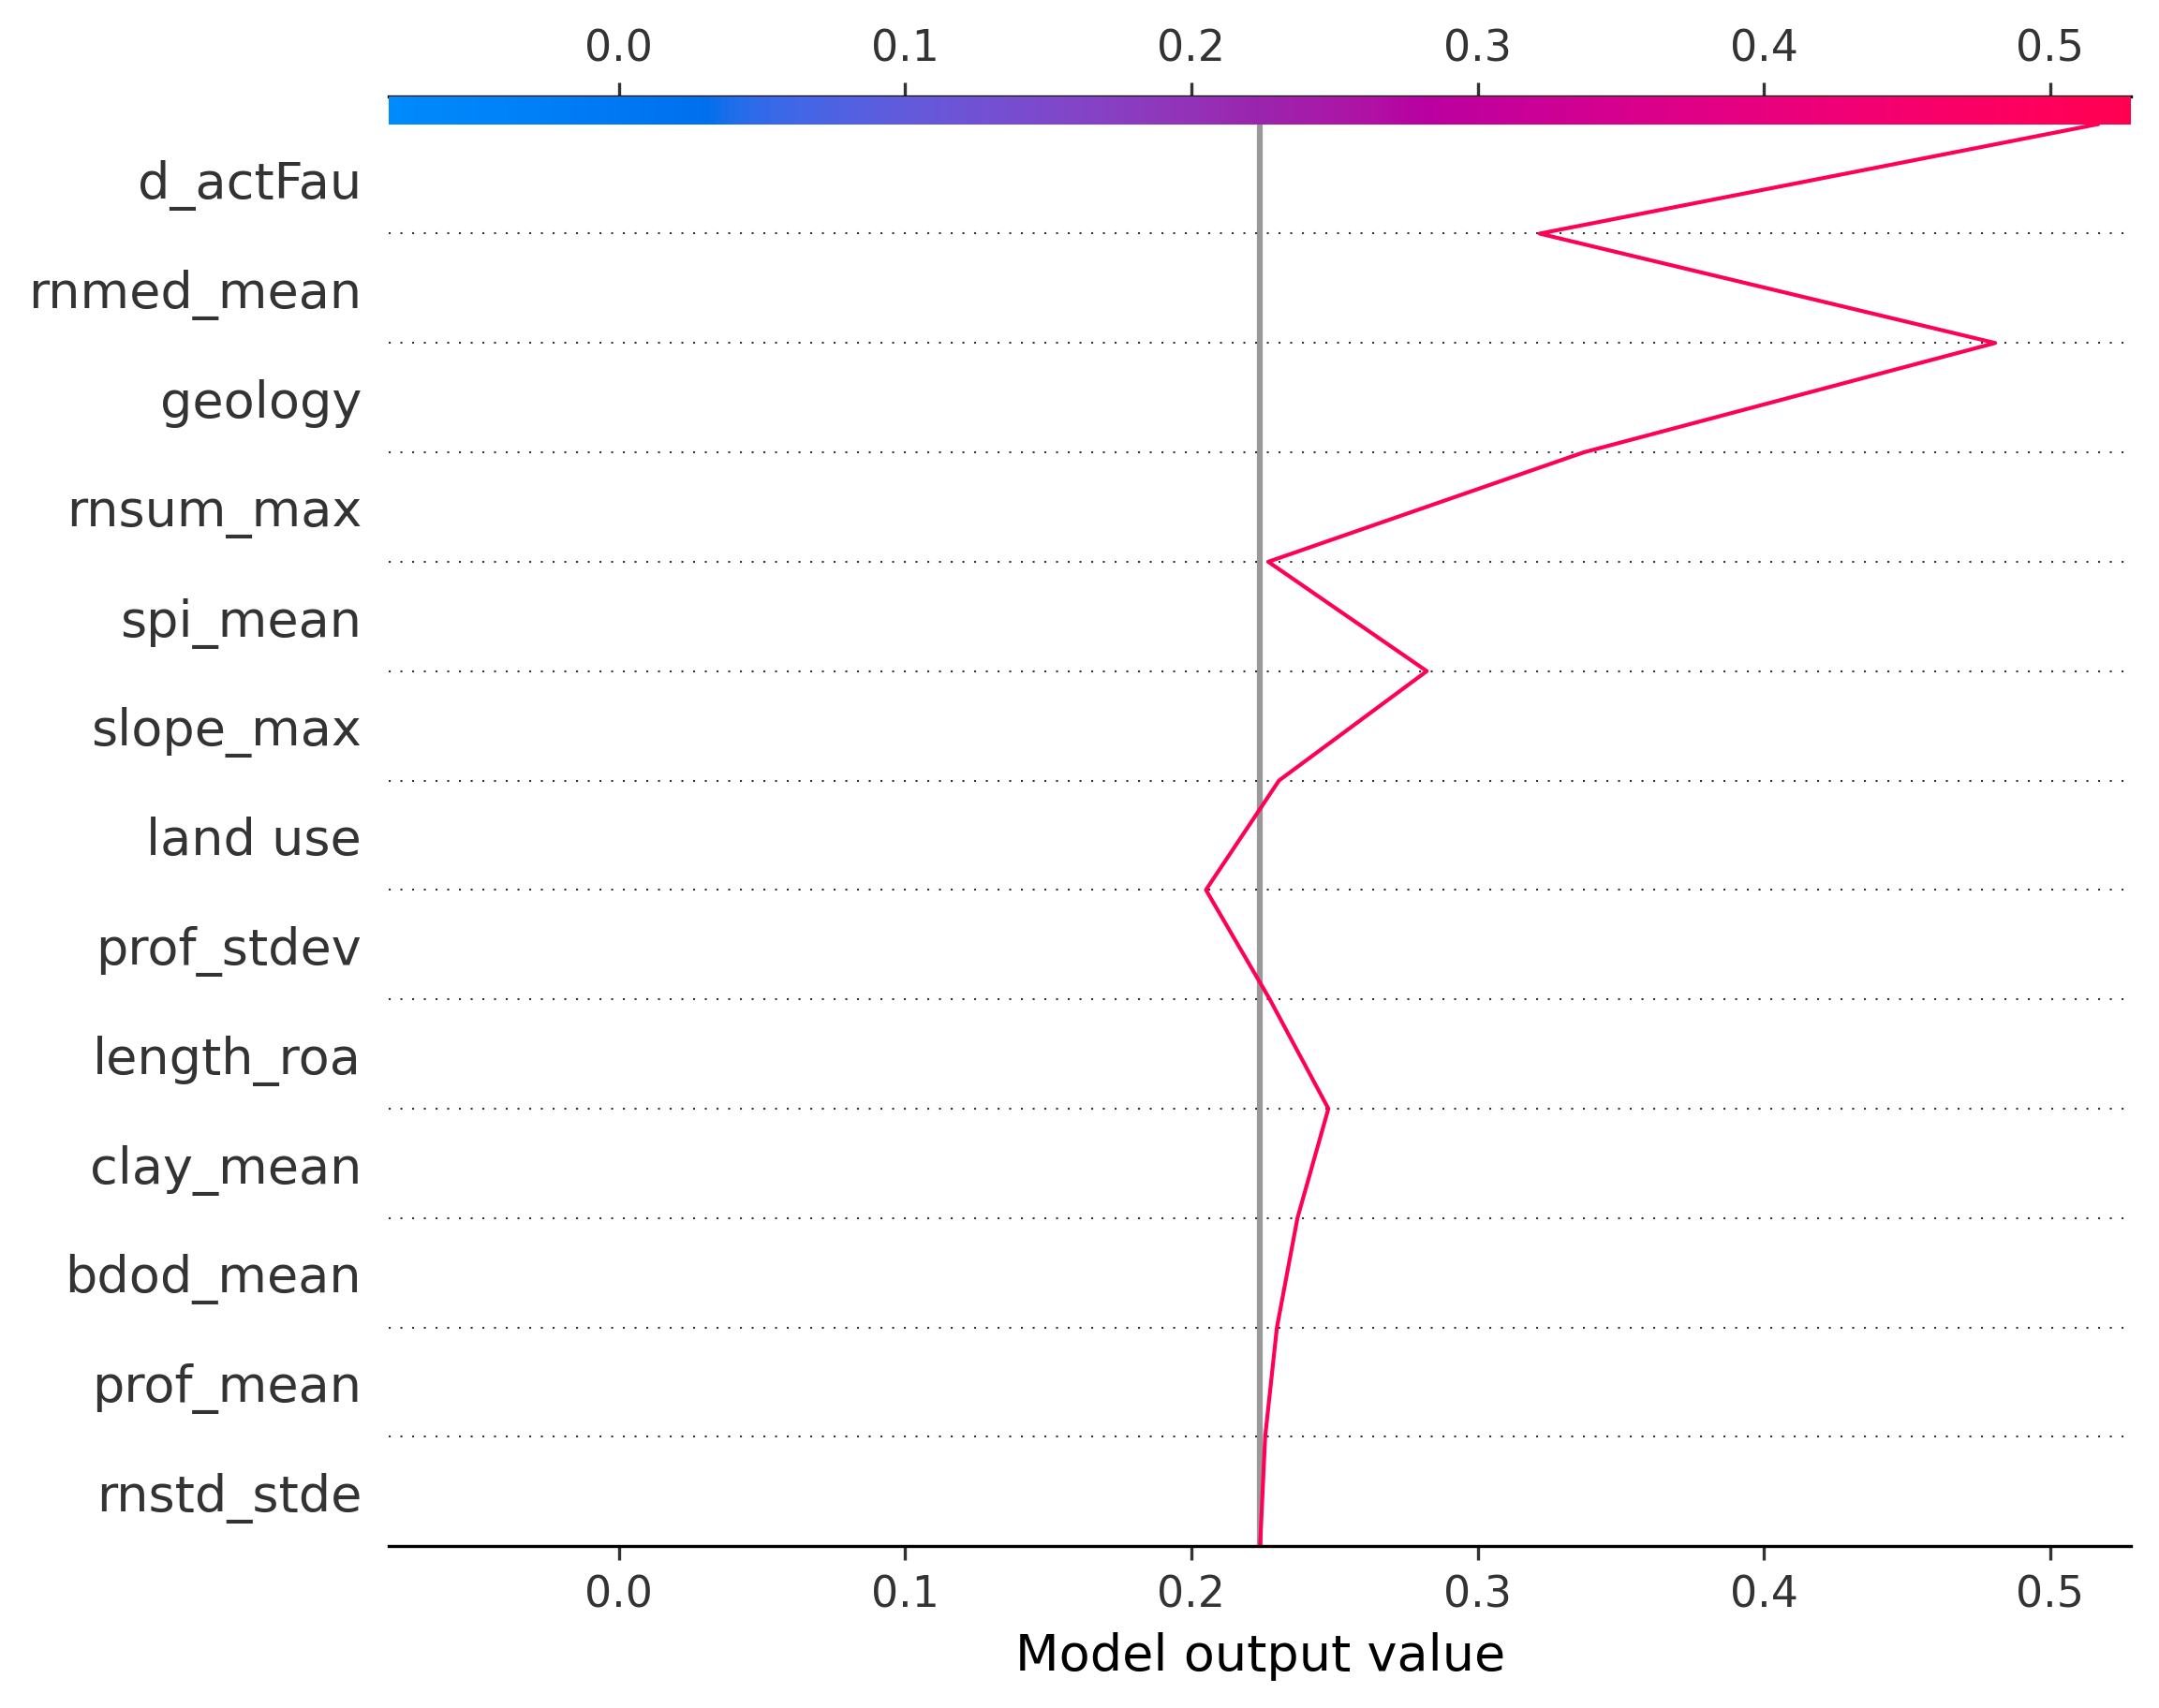 0.0 0.1 0.2 0.3 0.4 0.5
d_actFau
rnmed_mean
geology
rnsum_max
spi_mean
slope_max
land use
prof_stdev
length_roa
clay_mean
bdod_mean
prof_mean
rnstd_stde
0.0 0.1 0.2 0.3 0.4 0.5
Model output value